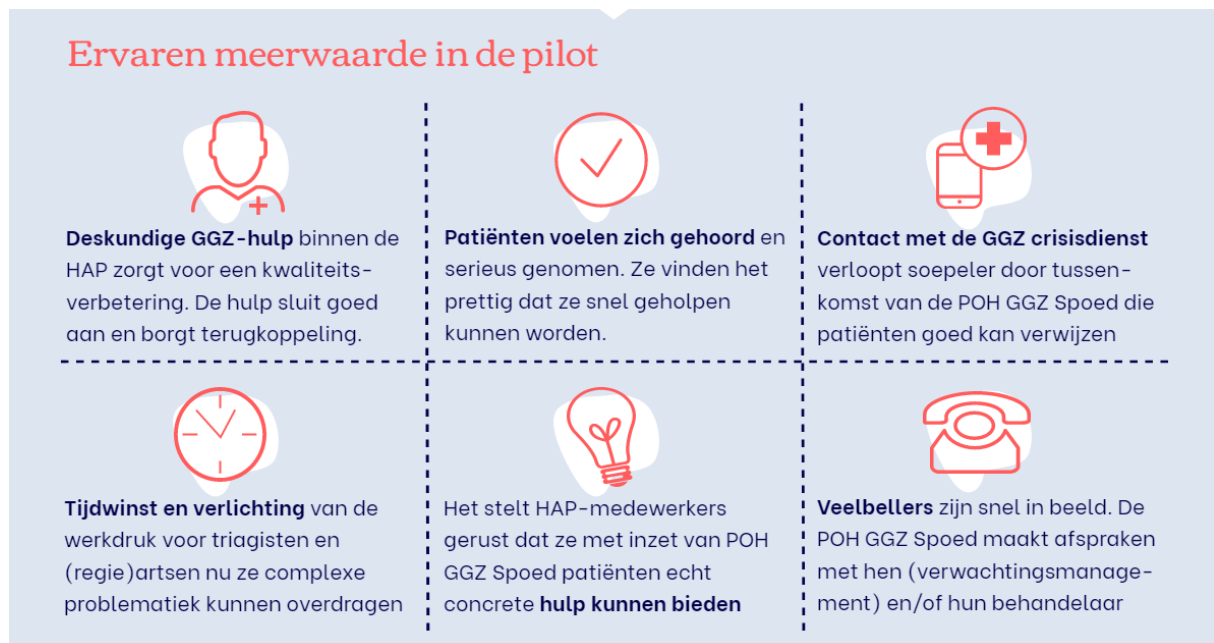 Ervaren meerwaarde in de pilot
Deskundige GGZ-hulp binnen de
HAP zorgt voor een kwaliteits-
verbetering. De hulp sluit goed
aan en borgt terugkoppeling.
Patiënten voelen zich gehoord en
serieus genomen. Ze vinden het
prettig dat ze snel geholpen
kunnen worden.
Contact met de GGZ crisisdienst
verloopt soepeler door tussen-
komst van de POH GGZ Spoed die
patiënten goed kan verwijzen
Tijdwinst en verlichting van de
werkdruk voor triagisten en
(regie)artsen nu ze complexe
problematiek kunnen overdragen
Het stelt HAP-medewerkers
gerust dat ze met inzet van POH
GGZ Spoed patiënten echt
concrete hulp kunnen bieden
Veelbellers zijn snel in beeld. De
POH GGZ Spoed maakt afspraken
met hen (verwachtingsmanage-
ment) en/of hun behandelaar